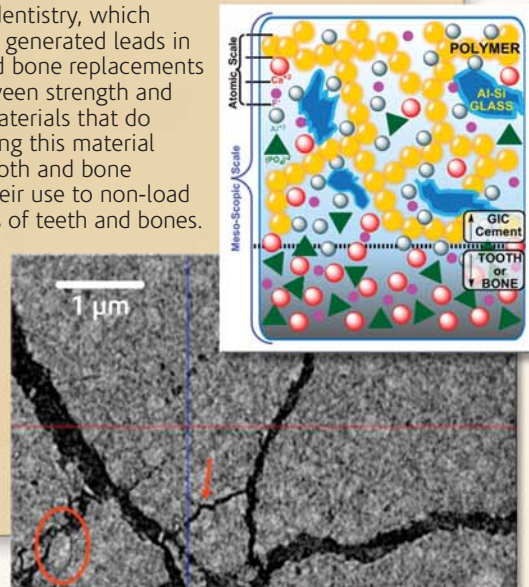 dentistry, which
generated leads in
d bone replacements
ween strength and
aterials that do
ng this material
oth and bone
eir use to non-load
s of teeth and bones.
Meso-Scopic Scale
Atomic Scale
Ca+2
F-
Al+3
(PO4)-3
POLYMER
Al-Si
GLASS
GIC
Cement
TOOTH
or
BONE
1 µm